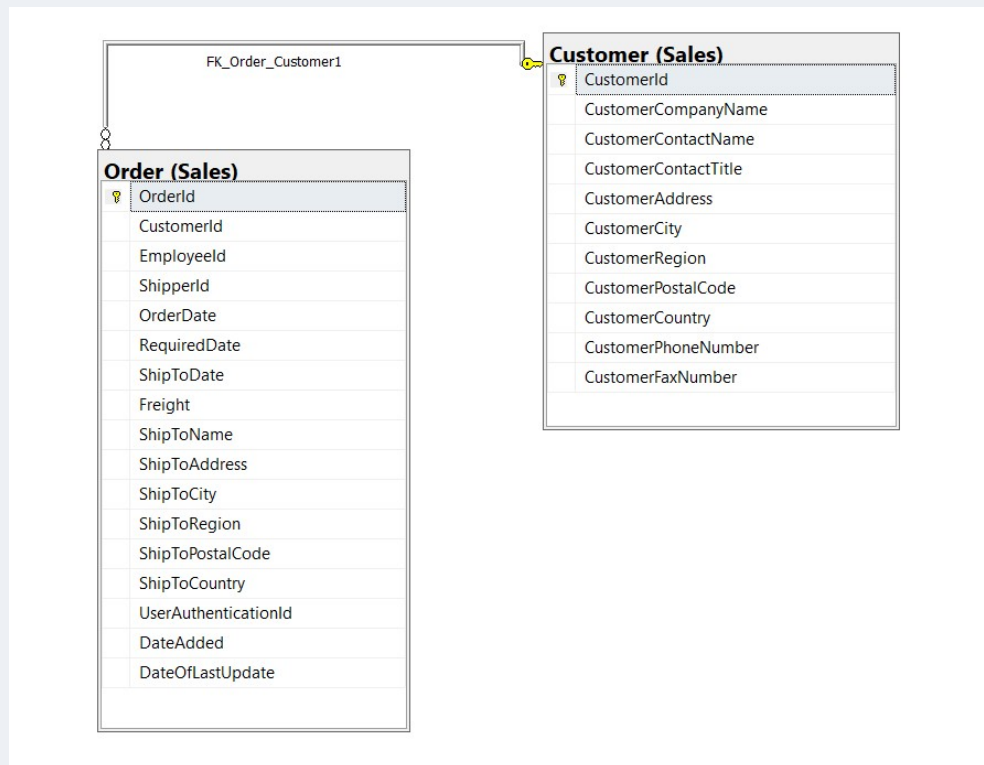 FK_Order_Customer1
Customer (Sales)
CustomerId
CustomerCompanyName
CustomerContactName
CustomerContactTitle
CustomerAddress
CustomerCity
CustomerRegion
CustomerPostalCode
CustomerCountry
CustomerPhoneNumber
CustomerFaxNumber
Order (Sales)
OrderId
CustomerId
EmployeeId
ShipperId
OrderDate
RequiredDate
ShipToDate
Freight
ShipToName
ShipToAddress
ShipToCity
ShipToRegion
ShipToPostalCode
ShipToCountry
UserAuthenticationId
DateAdded
DateOfLastUpdate